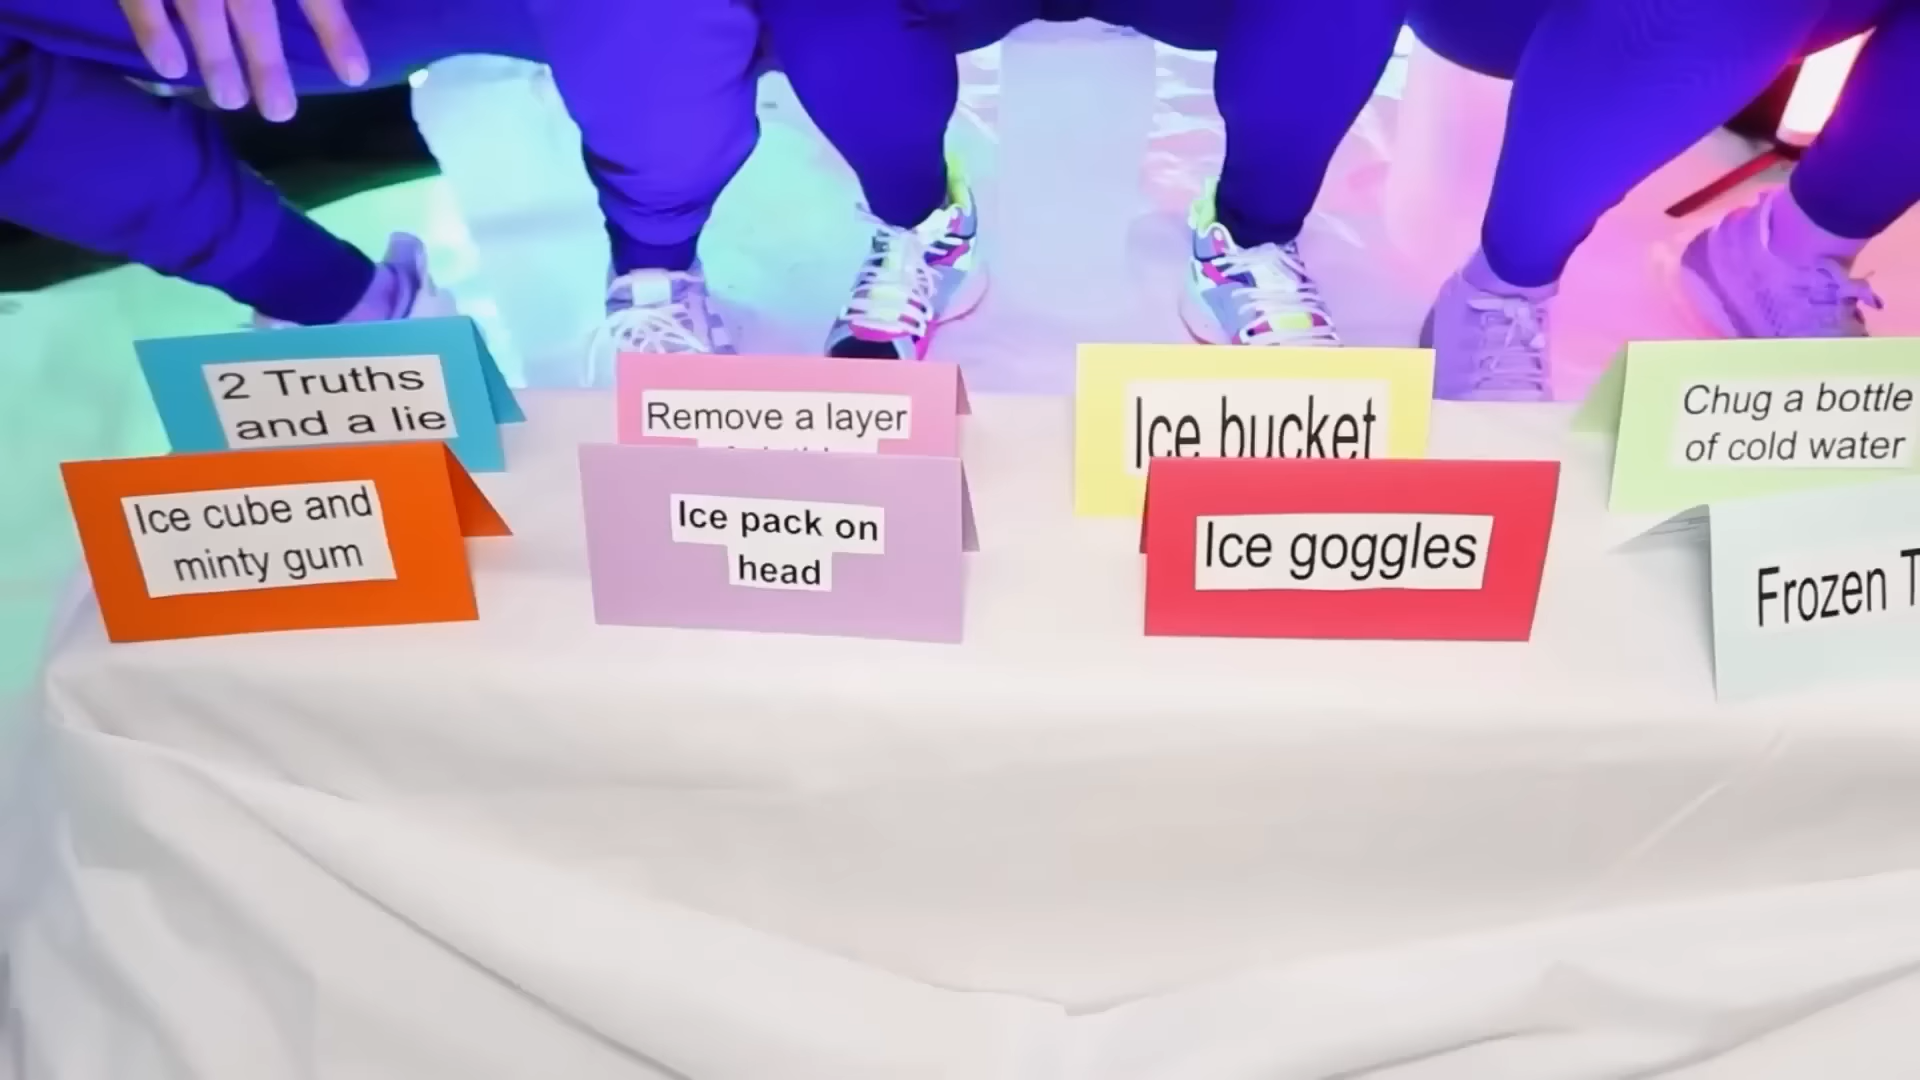 2 Truths
and a lie
Remove a layer
Ice bucket
Chug a bottle
of cold water
Ice cube and
minty gum
Ice pack on
head
Ice goggles
Frozen